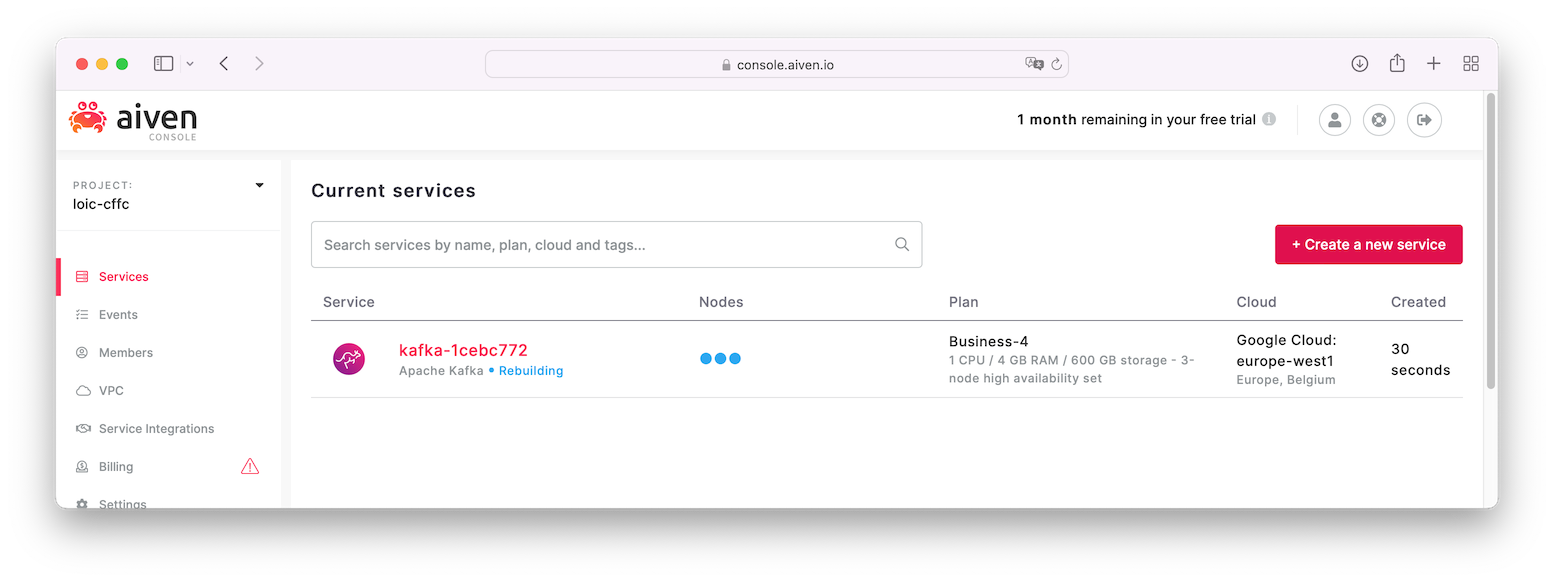 console.aiven.io
aiven
CONSOLE
1 month remaining in your free trial
PROJECT:
loic-cffc
Services
Events
Members
VPC
Service Integrations
Billing
Settings
Current services
Search services by name, plan, cloud and tags...
+ Create a new service
Service Nodes Plan Cloud Created
kafka-1cebc772
Apache Kafka • Rebuilding
Business-4
1 CPU / 4 GB RAM / 600 GB storage - 3-
node high availability set
Google Cloud:
europe-west1
Europe, Belgium
30
seconds